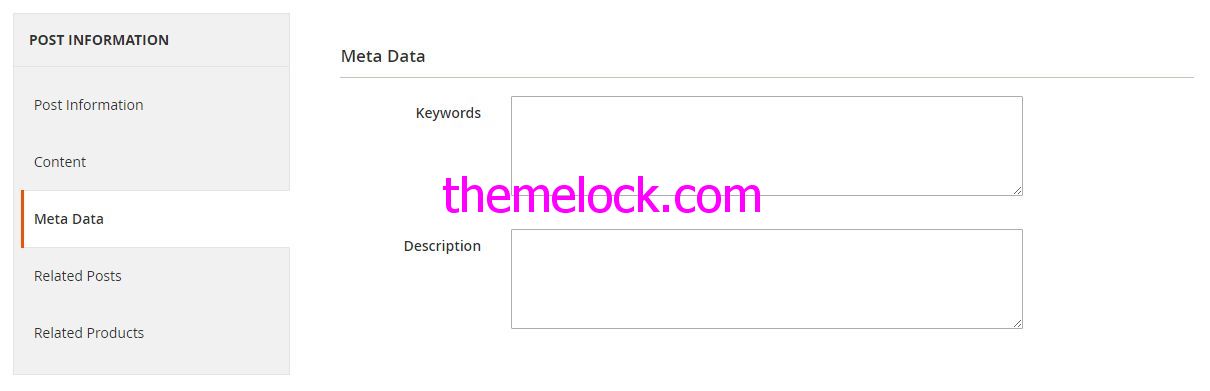 POST INFORMATION
Post Information
Content
Meta Data
Related Posts
Related Products
Meta Data
Keywords
themelock.com
Description